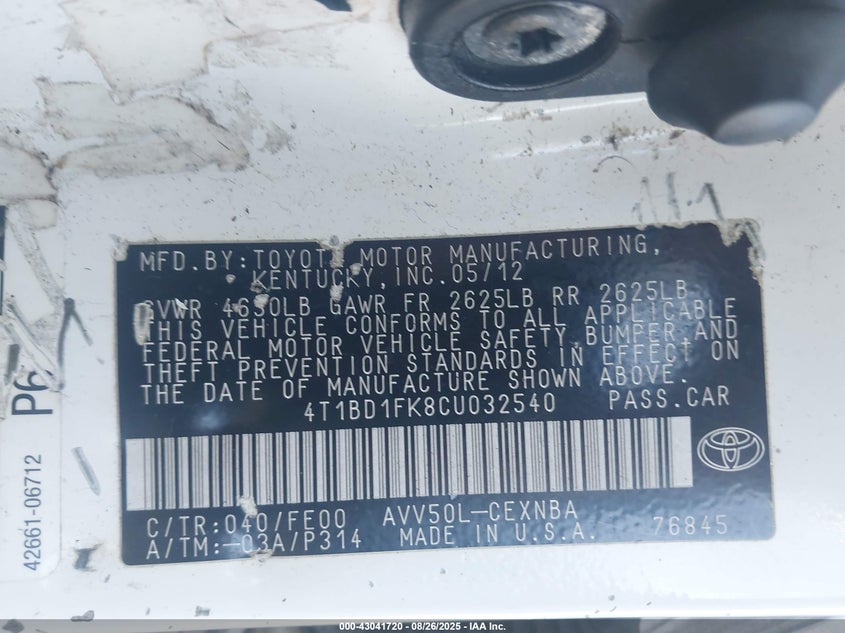 MFD.BY:TOYOTA MOTOR MANUFACTURING,
KENTUCKY,INC.05/12
GVWR 4630LB GAWR FR 2625LB RR 2625LB
THIS VEHICLE CONFORMS TO ALL APPLICABLE
FEDERAL MOTOR VEHICLE SAFETY,BUMPER,AND
THEFT PREVENTION STANDARDS IN EFFECT ON
THE DATE OF MANUFACTURE SHOWN ABOVE.
4T1BD1FK8CU032540 PASS.CAR
C/TR:040/FE00 AVV50L-CEXNBA
A/TM:-03A/P314 MADE IN U.S.A. 76845
42661-06712
P6
000-43041720 - 08/26/2025 - IAA Inc.